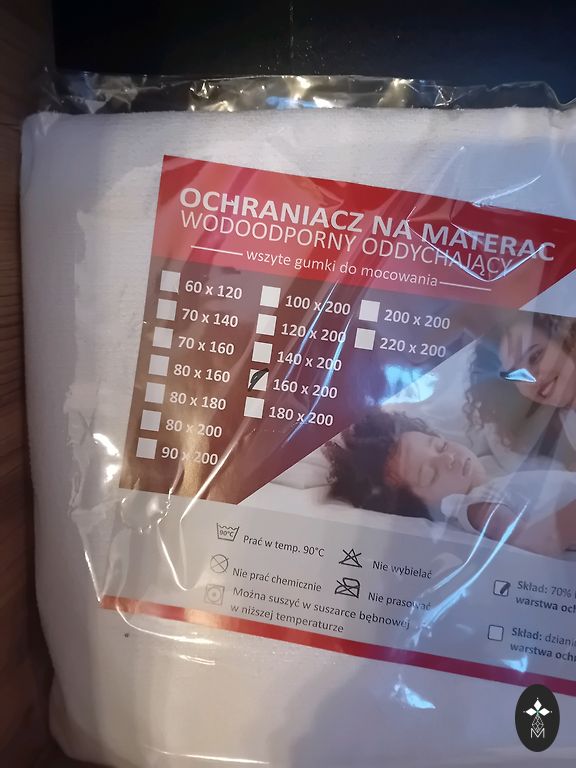 OCHRANIACZ NA MATERAC
WODOODPORNY ODDYCHAJĄCY
wszyte gumki do mocowania
60 x 120
70 x 140
70 x 160
80 x 160
80 x 180
80 x 200
90 x 200
100 x 200
120 x 200
140 x 200
160 x 200
180 x 200
200 x 200
220 x 200
90°C
Prać w temp. 90°C
Nie wybielać
Nie prać chemicznie
Nie prasować
Można suszyć w suszarce bębnowej
w niższej temperaturze
Skład: 70%
warstwa
Skład:
warstwa
M